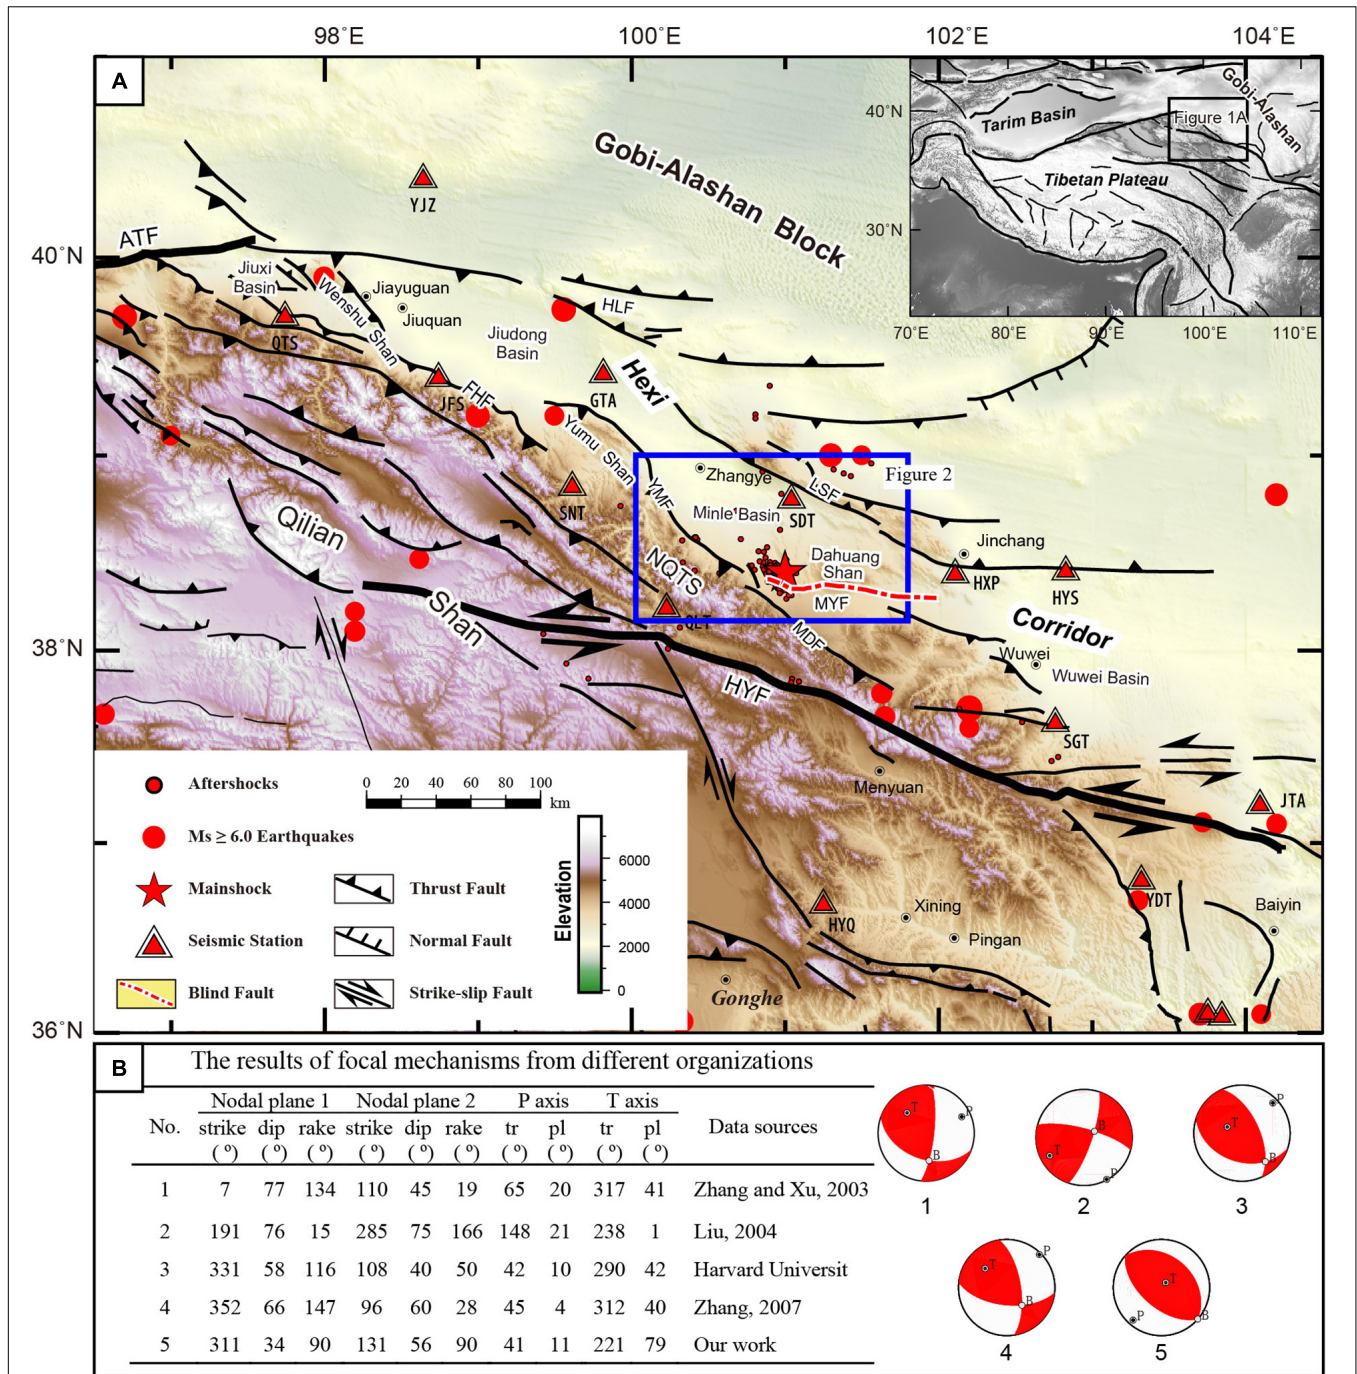 98˚E 100˚E 102˚E 104˚E
A
40˚N
38˚N
36˚N
Gobi-Alashan Block
YJZ
ATF
Jiuxi
Basin
Wenshu Shan
Jiayuguan
Jiuquan
QTS
HLF
Jiudong
Basin
Hexi
JFS
FHF
GTA
Yumu Shan
Zhangye
YMF
LSF
Figure 2
SNT
Minle Basin
SDT
Qilian
NQTS
Dahuang
Shan
Jinchang
HXP
HYS
MYF
Shan
QLT
MDF
Corridor
Wuwei
Wuwei Basin
HYF
SGT
Menyuan
JTA
YDT
Baiyin
Xining
HYQ
Pingan
Gonghe
40°N
30°N
Tarim Basin
Figure 1A
Gobi-Alashan
Tibetan Plateau
70°E 80°E 90°E 100°E 110°E
Aftershocks
0 20 40 60 80 100
km
Ms ≥ 6.0 Earthquakes
Mainshock
Thrust Fault
Seismic Station
Normal Fault
Blind Fault
Strike-slip Fault
Elevation
6000
4000
2000
0
B
The results of focal mechanisms from different organizations
Nodal plane 1 Nodal plane 2 P axis T axis
No. strike dip rake strike dip rake tr pl tr pl Data sources
(º) (º) (º) (º) (º) (º) (º) (º) (º) (º)
1 7 77 134 110 45 19 65 20 317 41 Zhang and Xu, 2003
2 191 76 15 285 75 166 148 21 238 1 Liu, 2004
3 331 58 116 108 40 50 42 10 290 42 Harvard Universit
4 352 66 147 96 60 28 45 4 312 40 Zhang, 2007
5 311 34 90 131 56 90 41 11 221 79 Our work
T P B
1
B T P
2
P T B
3
P T B
4
T P B
5